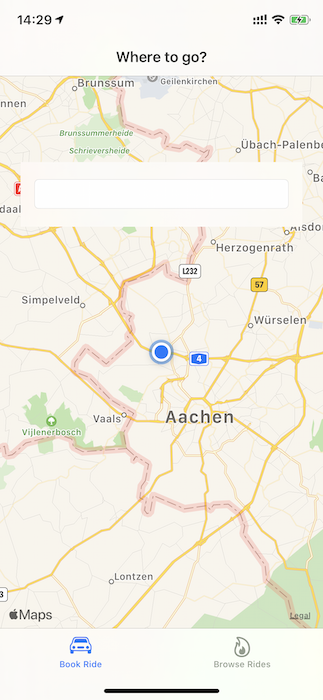 14:29
Where to go?
Brunssum
Geilenkirchen
nnen
Brunssummerheide
Schrieversheide
Übach-Palenbe
Ba
A
daal
Alsdor
Herzogenrath
L232
57
Simpelveld
Würselen
4
Vaals
Aachen
Vijlenerbosch
Lontzen
3
Maps
Legal
Book Ride
Browse Rides